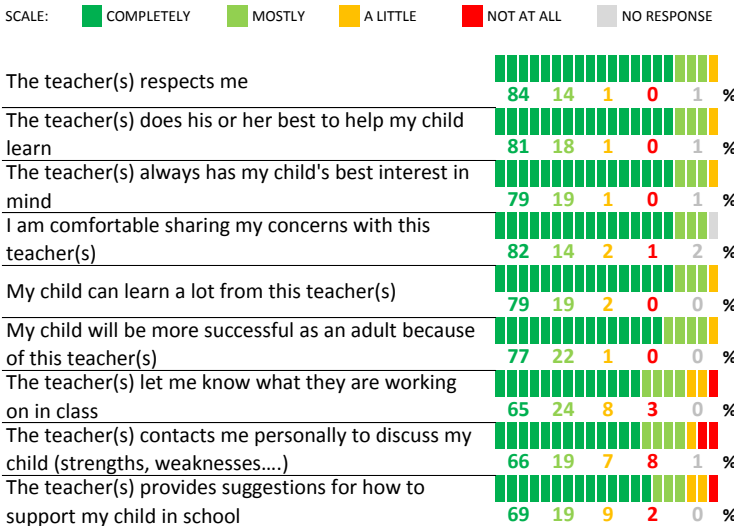 SCALE: COMPLETELY MOSTLY A LITTLE NOT AT ALL NO RESPONSE
The teacher(s) respects me
84 14 1 0 1 %
The teacher(s) does his or her best to help my child
learn
81 18 1 0 1 %
The teacher(s) always has my child's best interest in
mind
79 19 1 0 1 %
I am comfortable sharing my concerns with this
teacher(s)
82 14 2 1 2 %
My child can learn a lot from this teacher(s)
79 19 2 0 0 %
My child will be more successful as an adult because
of this teacher(s)
77 22 1 0 0 %
The teacher(s) let me know what they are working
on in class
65 24 8 3 0 %
The teacher(s) contacts me personally to discuss my
child (strengths, weaknesses....)
66 19 7 8 1 %
The teacher(s) provides suggestions for how to
support my child in school
69 19 9 2 0 %